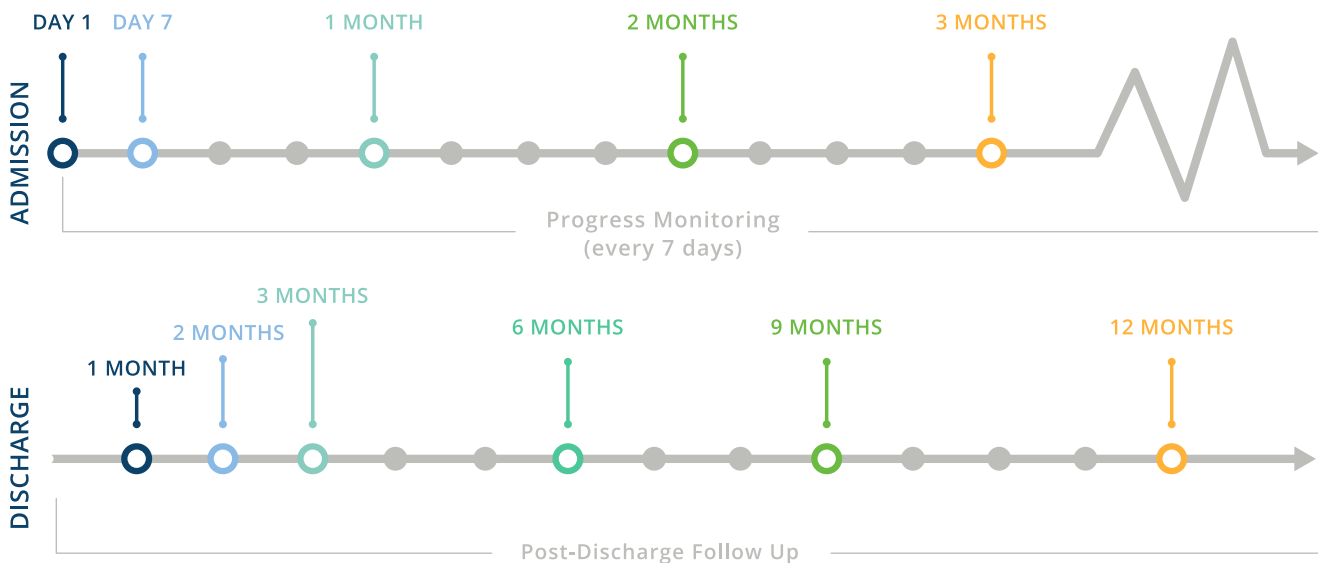 DAY 1
DAY 7
1 MONTH
2 MONTHS
3 MONTHS
ADMISSION
Progress Monitoring
(every 7 days)
3 MONTHS
2 MONTHS
6 MONTHS
9 MONTHS
12 MONTHS
1 MONTH
DISCHARGE
Post-Discharge Follow Up